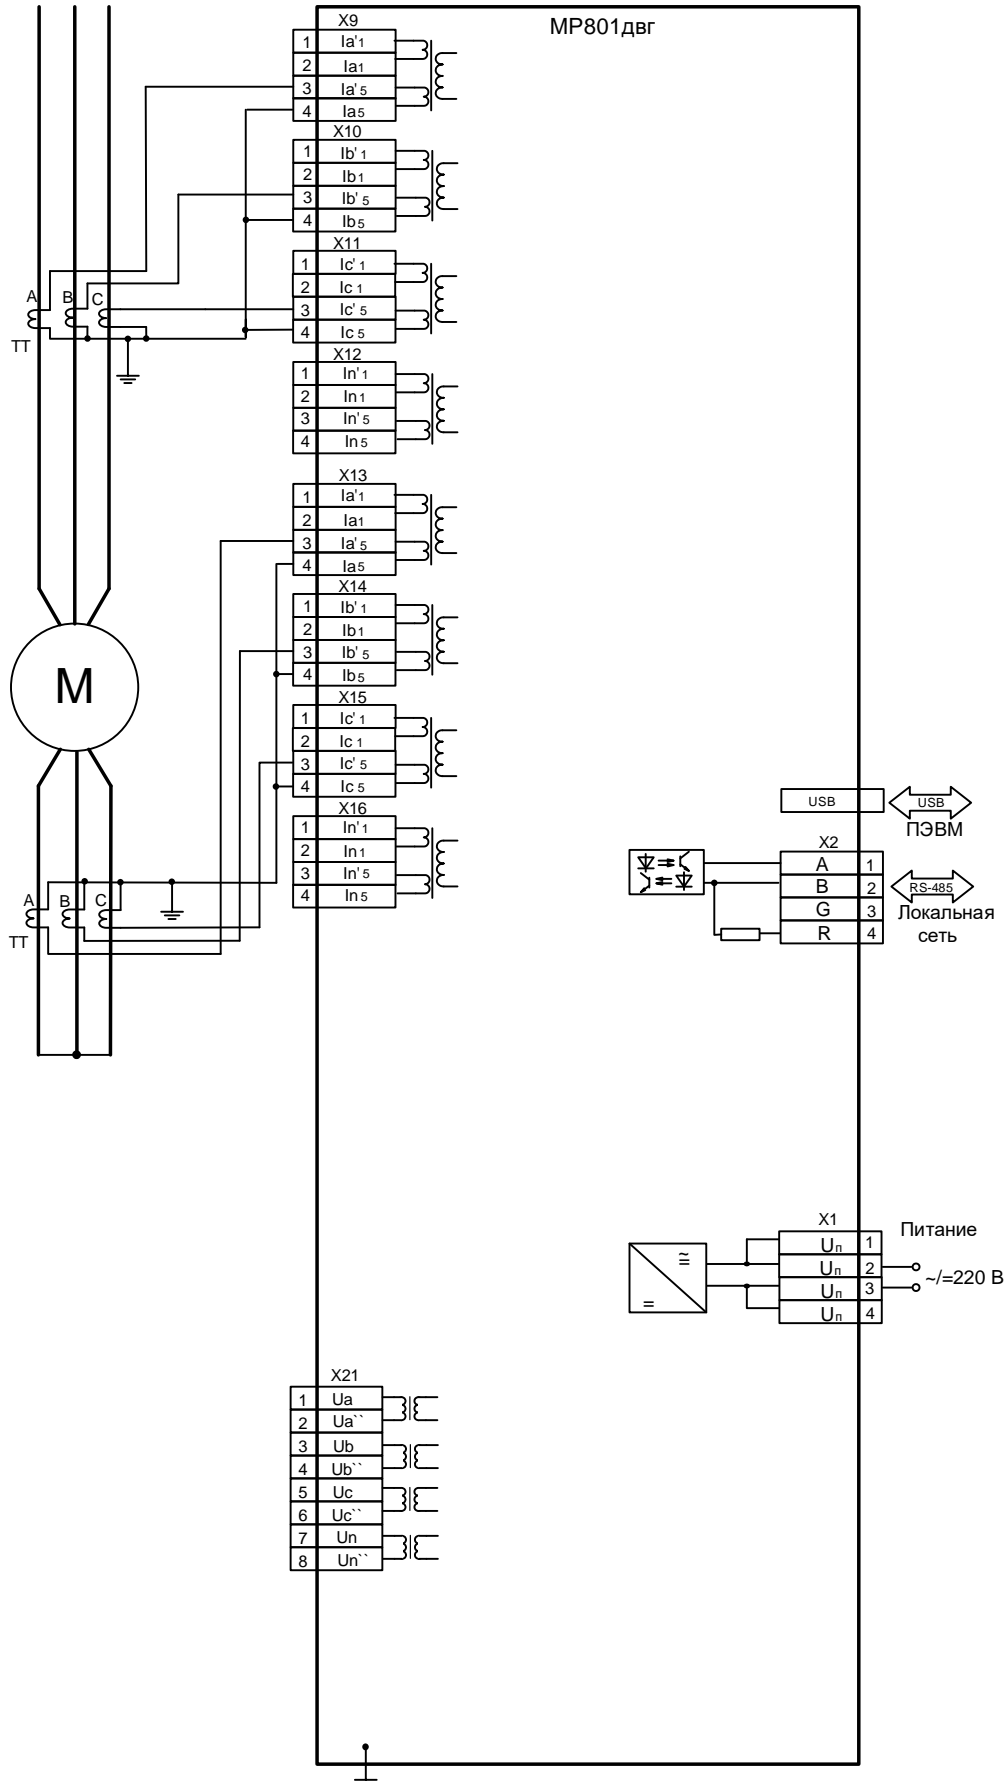 МР801двг
X9
1 Ia'1
2 Ia1
3 Ia'5
4 Ia5
X10
1 Ib'1
2 Ib1
3 Ib'5
4 Ib5
X11
1 Ic'1
2 Ic1
3 Ic'5
4 Ic5
A B C
ТТ
X12
1 In'1
2 In1
3 In'5
4 In5
X13
1 Ia'1
2 Ia1
3 Ia'5
4 Ia5
X14
1 Ib'1
2 Ib1
3 Ib'5
4 Ib5
M
X15
1 Ic'1
2 Ic1
3 Ic'5
4 Ic5
X16
1 In'1
2 In1
3 In'5
4 In5
A B C
ТТ
USB USB
ПЭВМ
X2
A 1
B 2
G 3
R 4
RS-485
Локальная
сеть
X1
Uп 1
Uп 2
Uп 3
Uп 4
Питание
~/=220 В
≅
=
X21
1 Ua
2 Ua``
3 Ub
4 Ub``
5 Uc
6 Uc``
7 Un
8 Un``